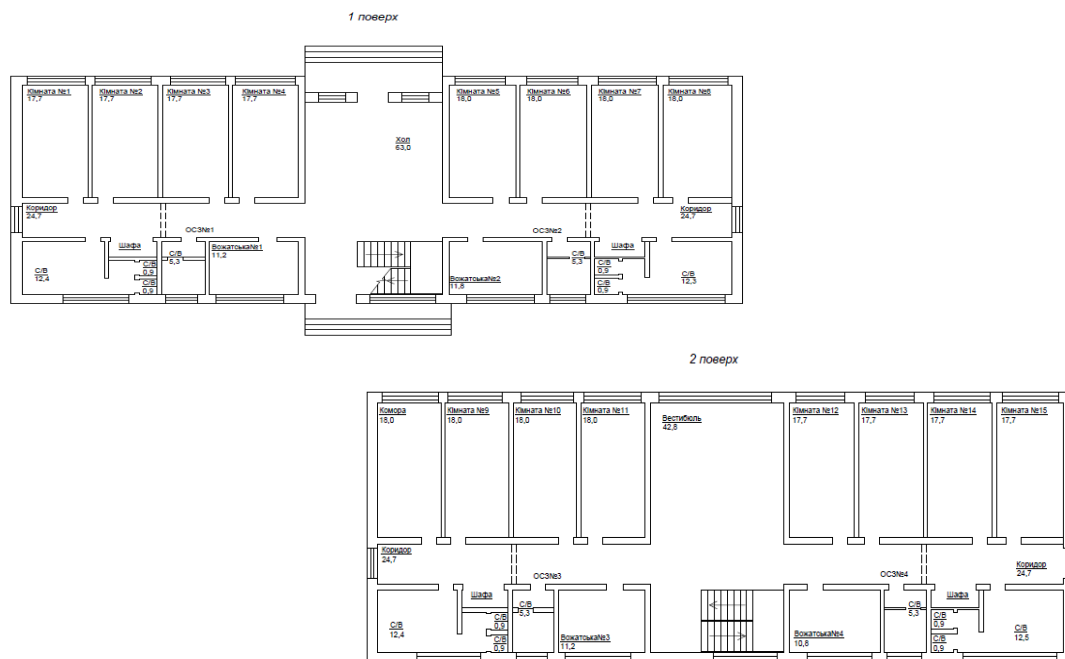 1 поверх
Кімната №1
17,7
Кімната №2
17,7
Кімната №3
17,7
Кімната №4
17,7
Хол
63,0
Кімната №5
18,0
Кімната №6
18,0
Кімната №7
18,0
Кімната №8
18,0
Коридор
24,7
ОСЗ№1
ОСЗ№2
Коридор
24,7
Шафа
С/В
5,3
Вожатська№1
11,2
С/В
12,4
С/В
0,9
С/В
0,9
Вожатська№2
11,8
С/В
5,3
Шафа
С/В
0,9
С/В
0,9
С/В
12,3
2 поверх
Комора
18,0
Кімната №9
18,0
Кімната №10
18,0
Кімната №11
18,0
Вестибюль
42,8
Кімната №12
17,7
Кімната №13
17,7
Кімната №14
17,7
Кімната №15
17,7
Коридор
24,7
ОСЗ№3
ОСЗ№4
Коридор
24,7
Шафа
С/В
5,3
С/В
12,4
С/В
0,9
С/В
0,9
Вожатська№3
11,2
Вожатська№4
10,8
С/В
5,3
Шафа
С/В
0,9
С/В
0,9
С/В
12,5